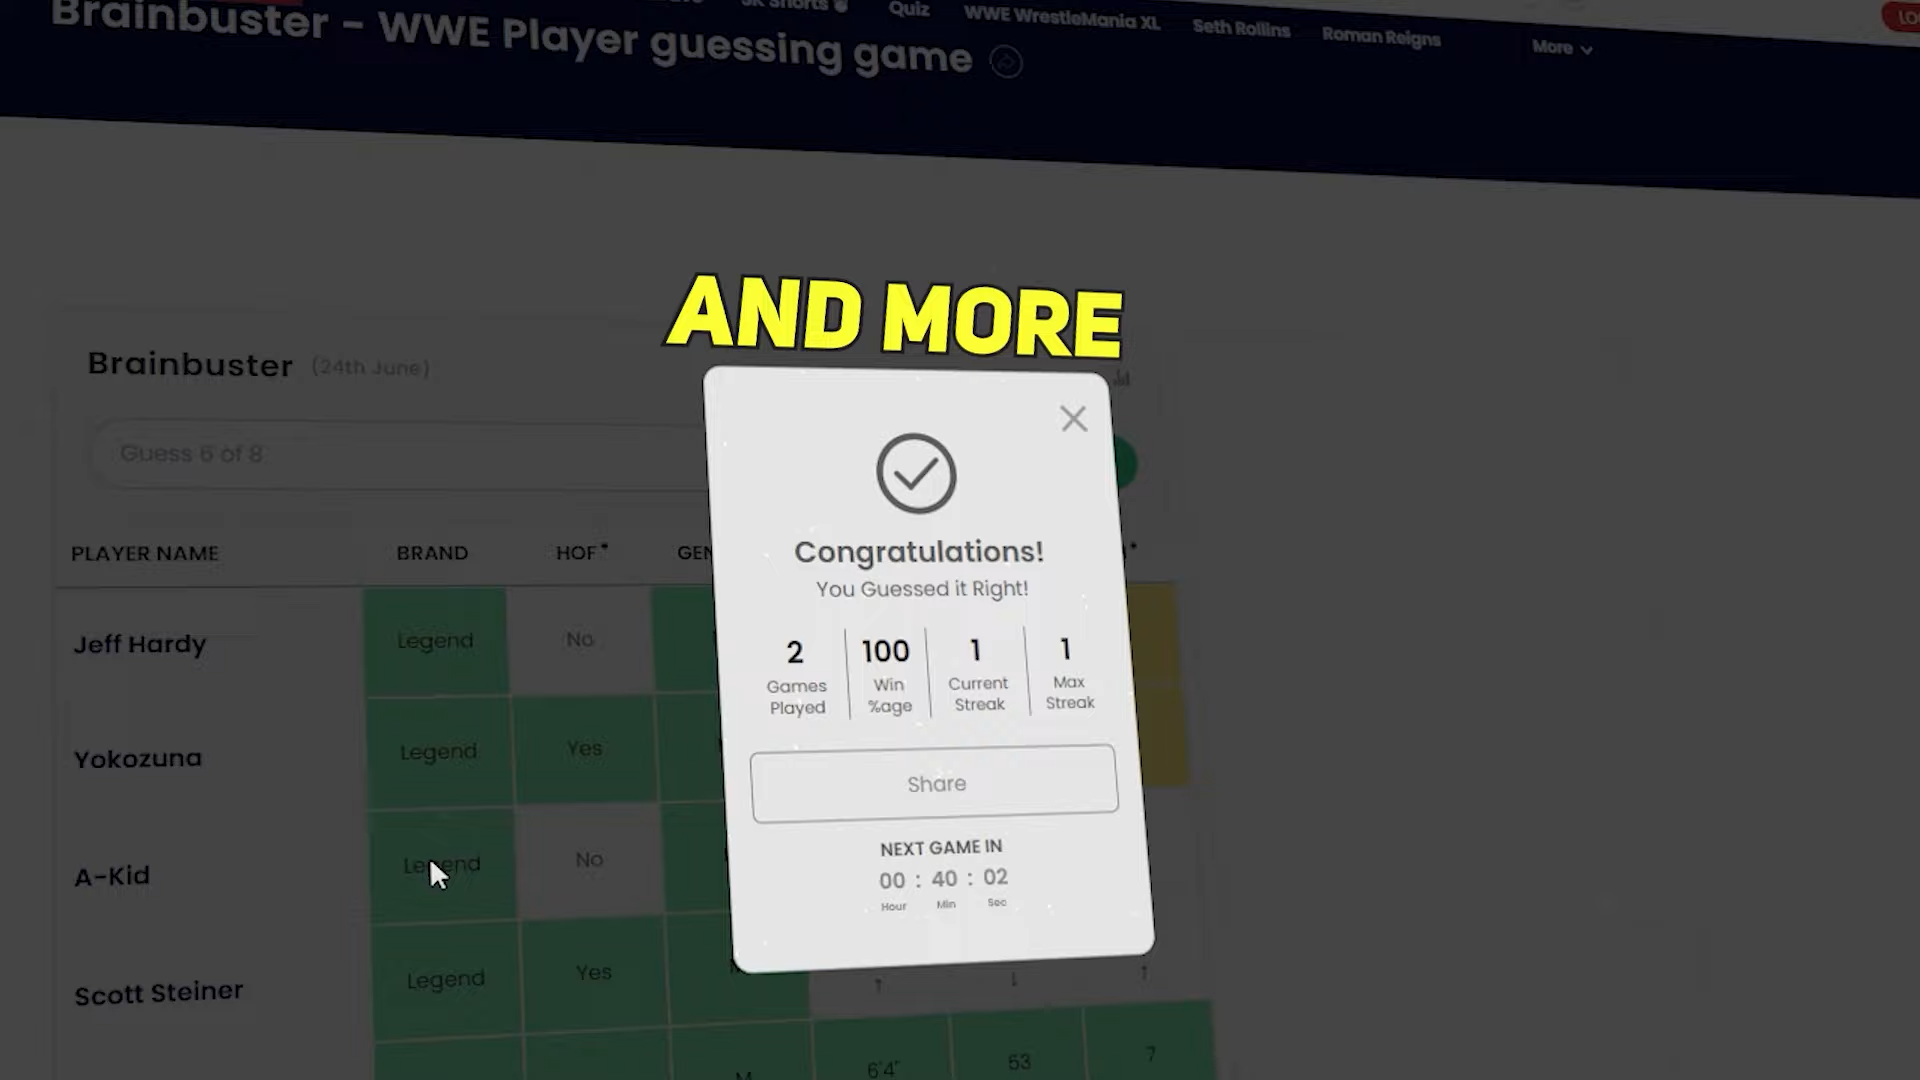 SK Shorts
Quiz
WWE WrestleMania XL
Seth Rollins
Roman Reigns
More
Brainbuster - WWE Player guessing game
AND MORE
Brainbuster (24th June)
Guess 6 of 8
PLAYER NAME BRAND HOF*
Jeff Hardy Legend No
Yokozuna Legend Yes
A-Kid Legend No
Scott Steiner Legend Yes
M 6'4" 53 7
Congratulations!
You Guessed it Right!
2 100 1 1
Games Played
Win %age
Current Streak
Max Streak
Share
NEXT GAME IN
00 : 40 : 02
Hour Min Sec